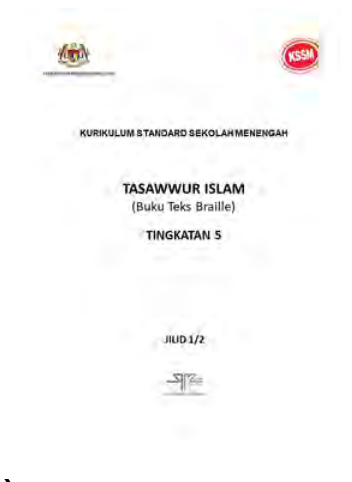 KSSM
KURIKULUM STANDARD SEKOLAH MENENGAH
TASAWWUR ISLAM
(Buku Teks Braille)
TINGKATAN 5
JILID 1/2